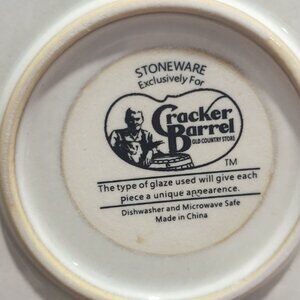 STONEWARE
Exclusively For
Cracker
Barrel
OLD COUNTRY STORE
TM
The type of glaze used will give each
piece a unique appearence.
Dishwasher and Microwave Safe
Made in China